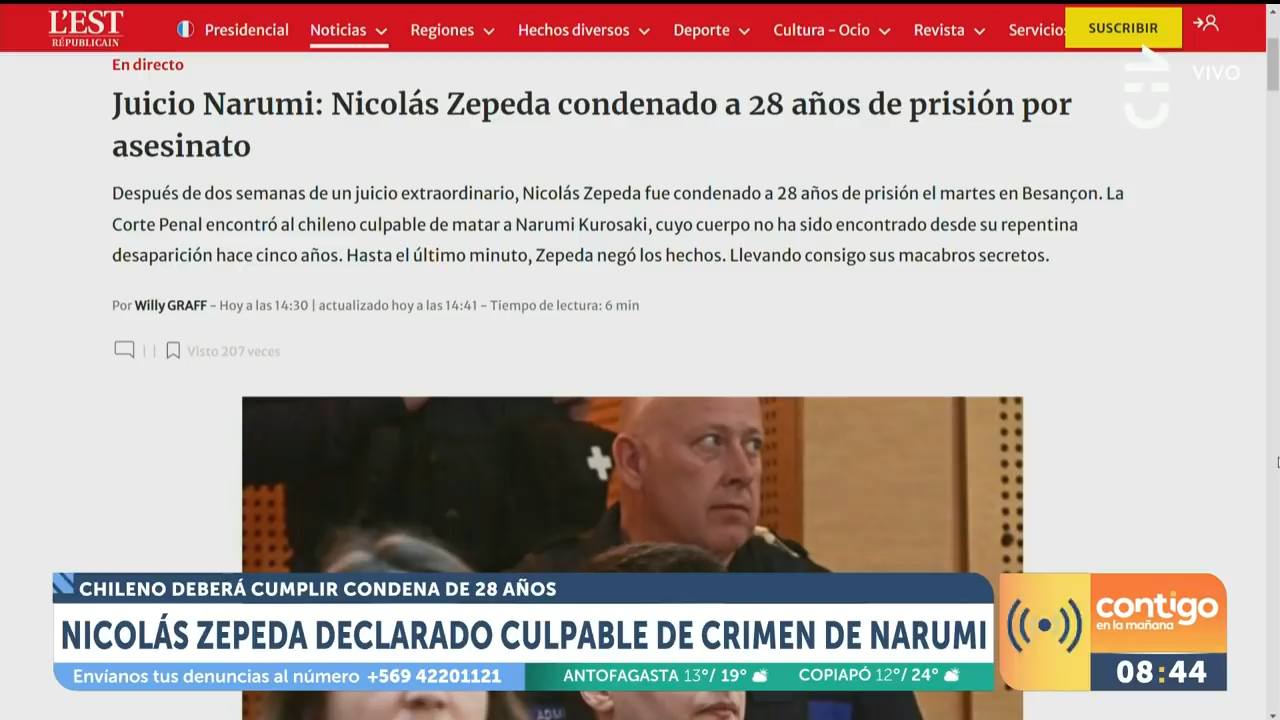 L'EST
RÉPUBLICAIN
Presidencial Noticias Regiones Hechos diversos Deporte Cultura – Ocio Revista Servicios SUSCRIBIR
En directo
CHV VIVO
Juicio Narumi: Nicolás Zepeda condenado a 28 años de prisión por
asesinato
Después de dos semanas de un juicio extraordinario, Nicolás Zepeda fue condenado a 28 años de prisión el martes en Besançon. La
Corte Penal encontró al chileno culpable de matar a Narumi Kurosaki, cuyo cuerpo no ha sido encontrado desde su repentina
desaparición hace cinco años. Hasta el último minuto, Zepeda negó los hechos. Llevando consigo sus macabros secretos.
Por Willy GRAFF – Hoy a las 14:30 | actualizado hoy a las 14:41 – Tiempo de lectura: 6 min
Visto 207 veces
CHILENO DEBERÁ CUMPLIR CONDENA DE 28 AÑOS
NICOLÁS ZEPEDA DECLARADO CULPABLE DE CRIMEN DE NARUMI
contigo
en la mañana
Envíanos tus denuncias al número +569 42201121 ANTOFAGASTA 13°/ 19° COPIAPÓ 12°/ 24°
08:44